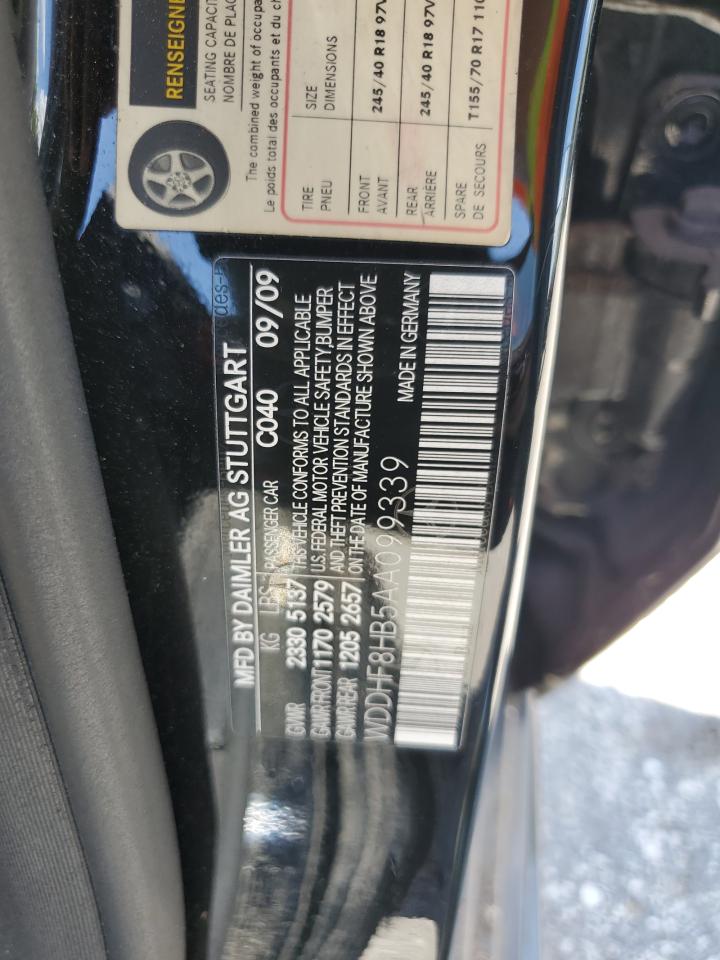 RENSEIGNE
SEATING CAPACIT
NOMBRE DE PLAC
The combined weight of occupa
Le poids total des occupants et du ch
TIRE SIZE
PNEU DIMENSIONS
FRONT 245/40 R18 97V
AVANT
REAR 245/40 R18 97V
ARRIÈRE
SPARE T155/70 R17 110
DE SECOURS
des-
MFD BY DAIMLER AG STUTTGART
KG LBS PASSENGER CAR C040 09/09
GVWR 2330 5137 THIS VEHICLE CONFORMS TO ALL APPLICABLE
GAWR FRONT 1170 2579 U.S. FEDERAL MOTOR VEHICLE SAFETY, BUMPER
GAWR REAR 1205 2657 AND THEFT PREVENTION STANDARDS IN EFFECT
ON THE DATE OF MANUFACTURE SHOWN ABOVE
WDDHF8HB5AA099339 MADE IN GERMANY